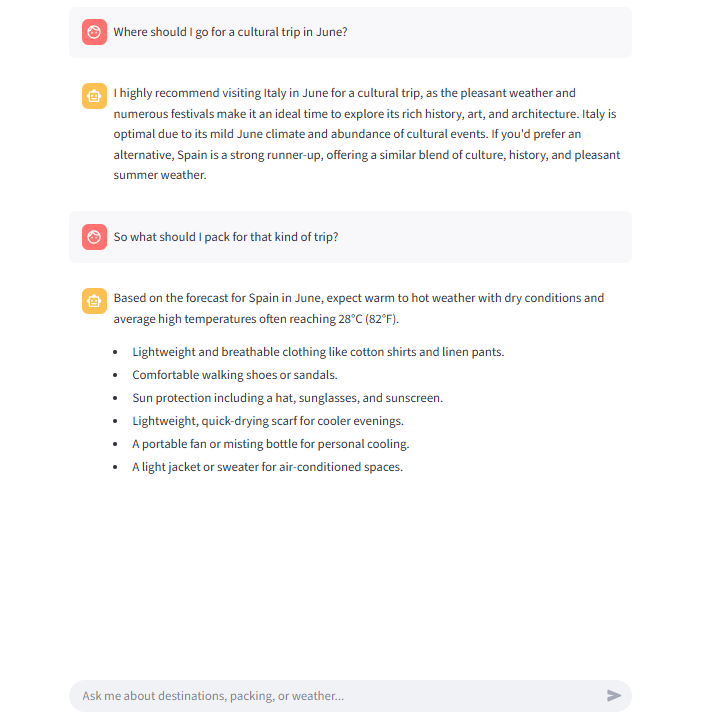 Where should I go for a cultural trip in June?
I highly recommend visiting Italy in June for a cultural trip, as the pleasant weather and
numerous festivals make it an ideal time to explore its rich history, art, and architecture. Italy is
optimal due to its mild June climate and abundance of cultural events. If you'd prefer an
alternative, Spain is a strong runner-up, offering a similar blend of culture, history, and pleasant
summer weather.
So what should I pack for that kind of trip?
Based on the forecast for Spain in June, expect warm to hot weather with dry conditions and
average high temperatures often reaching 28°C (82°F).
• Lightweight and breathable clothing like cotton shirts and linen pants.
• Comfortable walking shoes or sandals.
• Sun protection including a hat, sunglasses, and sunscreen.
• Lightweight, quick-drying scarf for cooler evenings.
• A portable fan or misting bottle for personal cooling.
• A light jacket or sweater for air-conditioned spaces.
Ask me about destinations, packing, or weather...